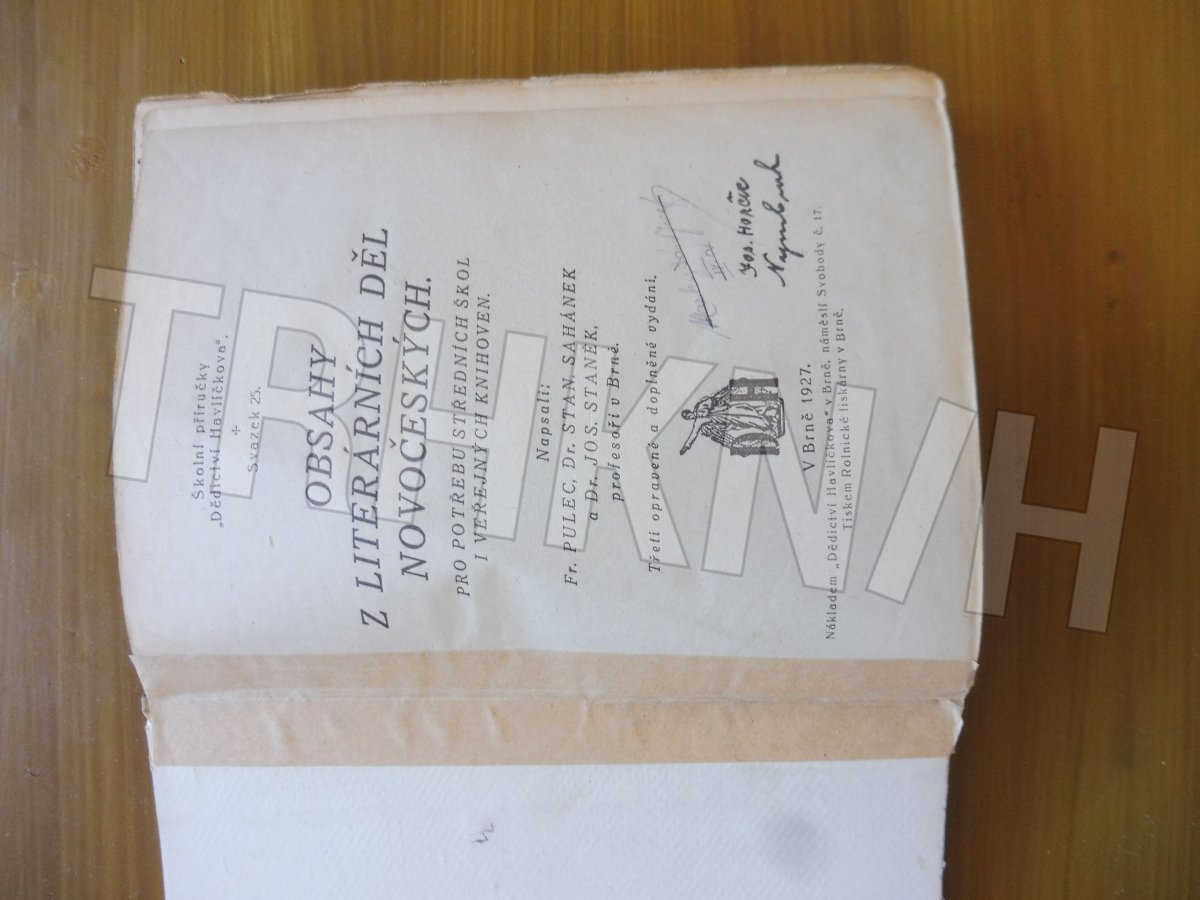 Školní příručky
„Dědictví Havlíčkova“.
+
Svazek 25.
OBSAHY
Z LITERÁRNÍCH DĚL
NOVOČESKÝCH.
PRO POTŘEBU STŘEDNÍCH ŠKOL
I VEŘEJNÝCH KNIHOVEN.
Napsali:
Fr. PULEC, Dr. STAN. SAHÁNEK
a Dr. JOS. STANĚK,
profesoři v Brně.
Třetí opravené a doplněné vydání.
Jos. Hořčic
DH
V Brně 1927.
Nákladem „Dědictví Havlíčkova“ v Brně, náměstí Svobody č. 17.
Tiskem Rolnické tiskárny v Brně.
TRHKNIH